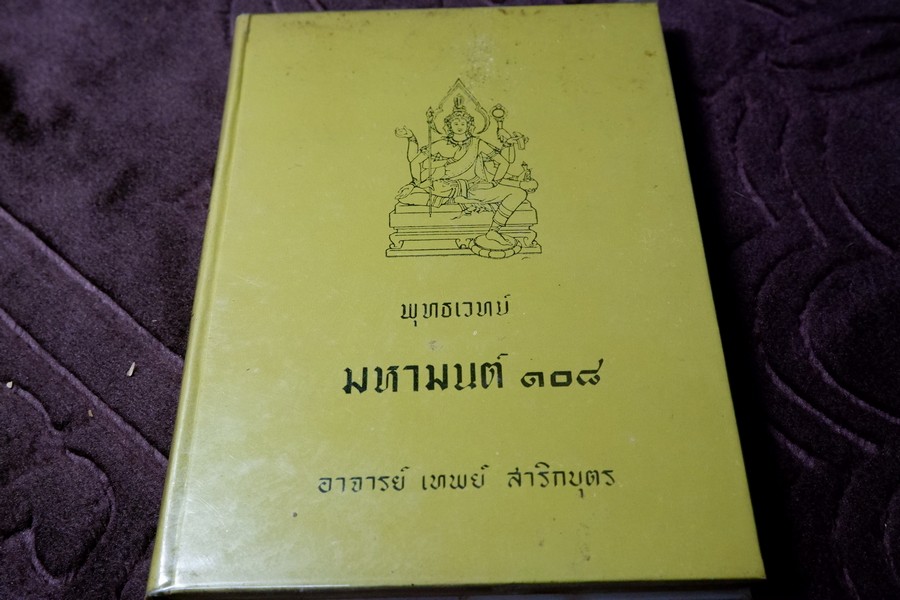 พุทธเวทย์
มหามนต์ ๑๐๘
อาจารย์ เทพย์ สาริกบุตร